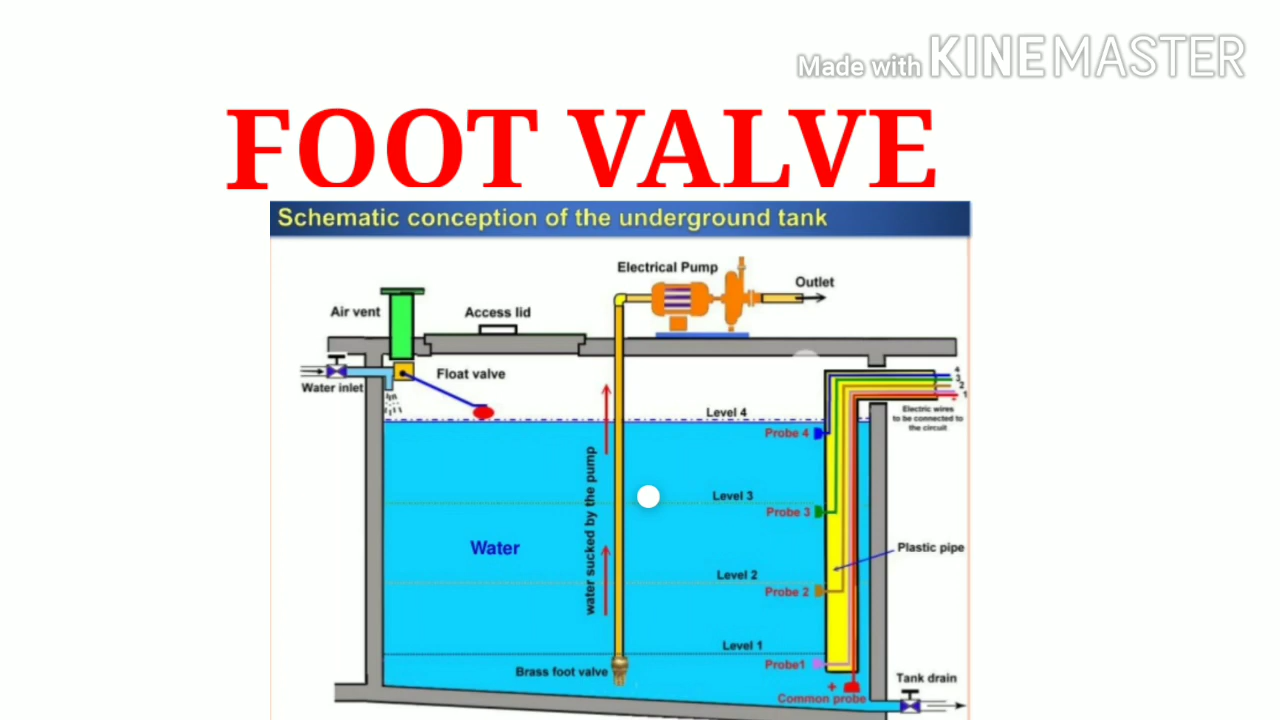 Made with KINEMASTER
FOOT VALVE
Schematic conception of the underground tank
Electrical Pump
Outlet
Air vent
Access lid
Float valve
Water inlet
4
3
2
1
Electric wires
to be connected to
the circuit
Level 4
Probe 4
water sucked by the pump
Level 3
Probe 3
Water
Plastic pipe
Level 2
Probe 2
Level 1
Probe1
Brass foot valve
+
Common probe
Tank drain